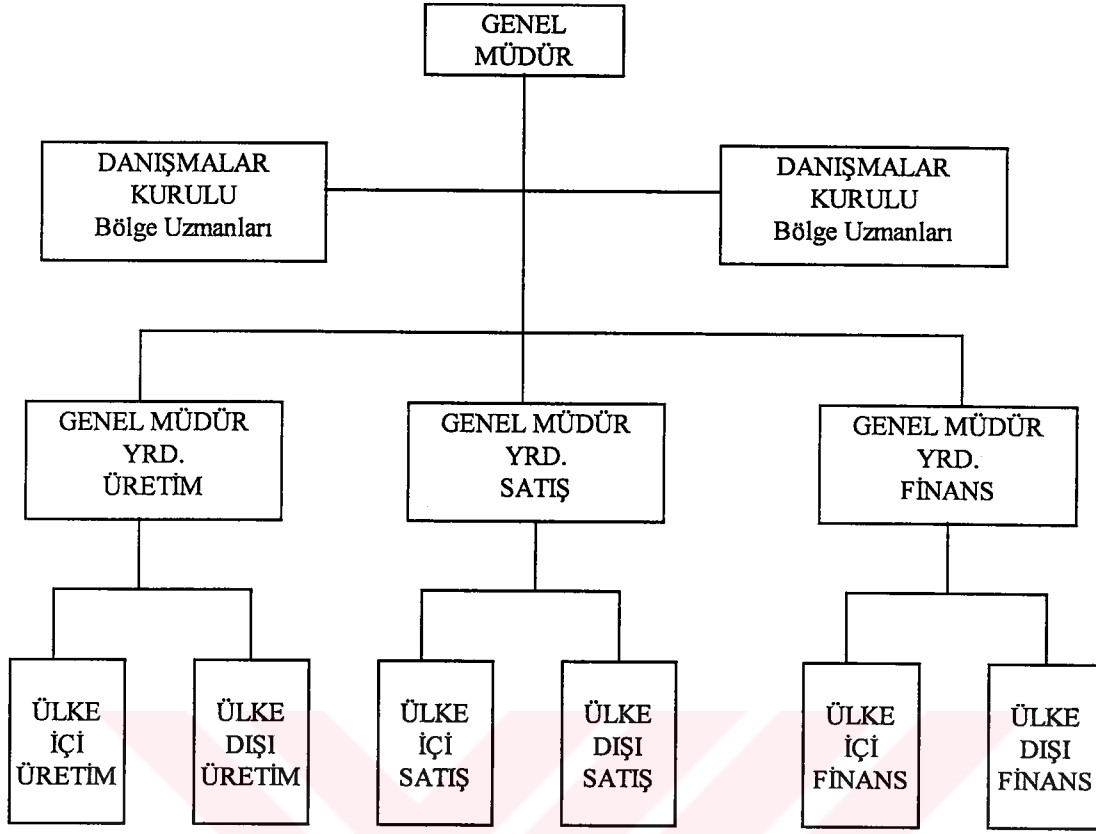 GENEL
MÜDÜR
DANIŞMALAR
KURULU
Bölge Uzmanları
DANIŞMALAR
KURULU
Bölge Uzmanları
GENEL MÜDÜR
YRD.
ÜRETİM
GENEL MÜDÜR
YRD.
SATIŞ
GENEL MÜDÜR
YRD.
FİNANS
ÜLKE
İÇİ
ÜRETİM
ÜLKE
DIŞI
ÜRETİM
ÜLKE
İÇİ
SATIŞ
ÜLKE
DIŞI
SATIŞ
ÜLKE
İÇİ
FİNANS
ÜLKE
DIŞI
FİNANS